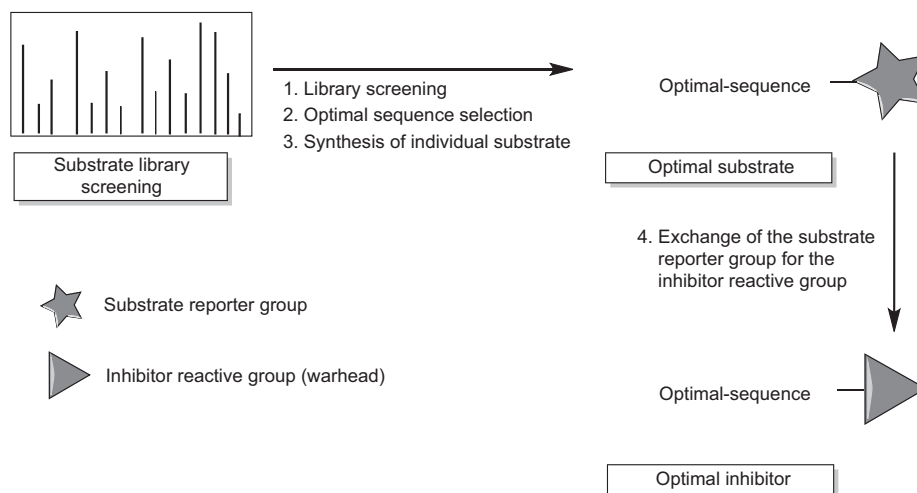 1. Library screening
2. Optimal sequence selection
3. Synthesis of individual substrate
Optimal-sequence
Substrate library
screening
Optimal substrate
4. Exchange of the substrate
reporter group for the
inhibitor reactive group
Substrate reporter group
Inhibitor reactive group (warhead)
Optimal-sequence
Optimal inhibitor